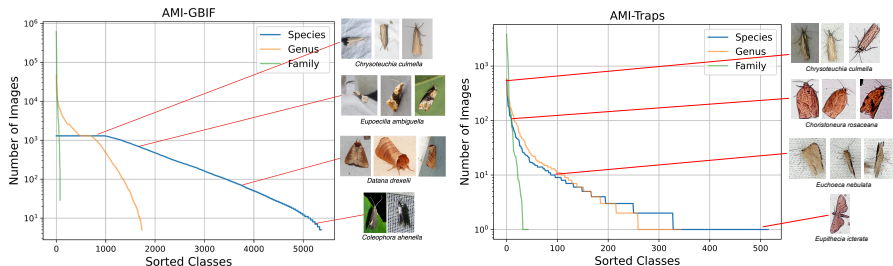 AMI-GBIF
Number of Images
10⁶
10⁵
10⁴
10³
10²
10¹
0
1000
2000
3000
4000
5000
Sorted Classes
Species
Genus
Family
Chrysoteuchia culmella
Eupoecilia ambiguella
Datana drexelii
Coleophora ahenella
AMI-Traps
Number of Images
10³
10²
10¹
10⁰
0
100
200
300
400
500
Sorted Classes
Species
Genus
Family
Chrysoteuchia culmella
Choristoneura rosaceana
Euchoeca nebulata
Eupithecia icterata